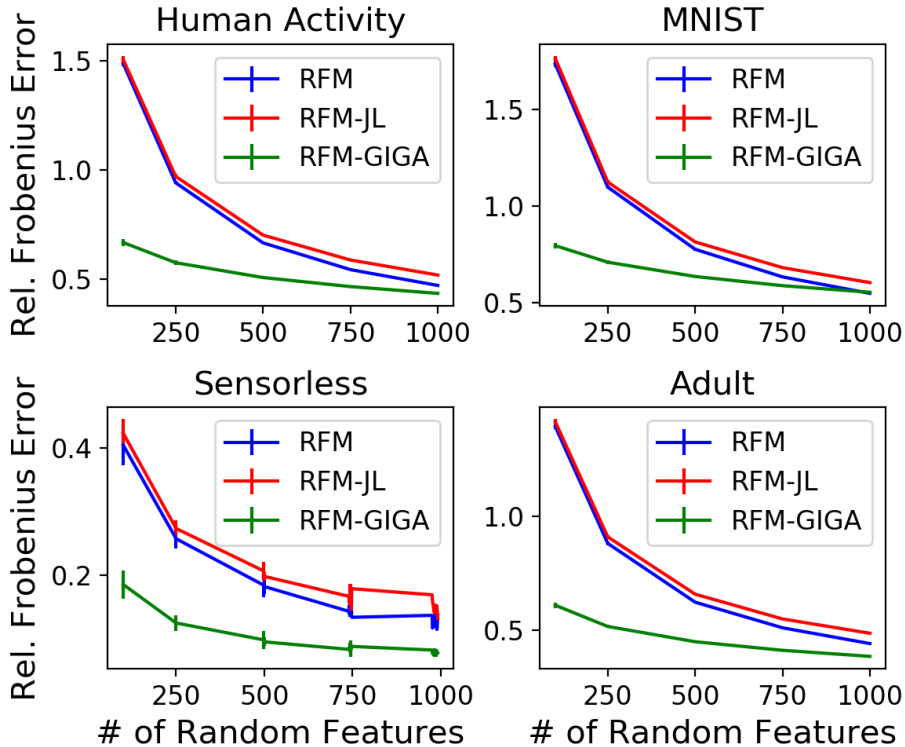 Human Activity
Rel. Frobenius Error
1.5
1.0
0.5
RFM
RFM-JL
RFM-GIGA
250 500 750 1000
MNIST
1.5
1.0
0.5
RFM
RFM-JL
RFM-GIGA
250 500 750 1000
Sensorless
Rel. Frobenius Error
0.4
0.2
RFM
RFM-JL
RFM-GIGA
250 500 750 1000
# of Random Features
Adult
1.0
0.5
RFM
RFM-JL
RFM-GIGA
250 500 750 1000
# of Random Features